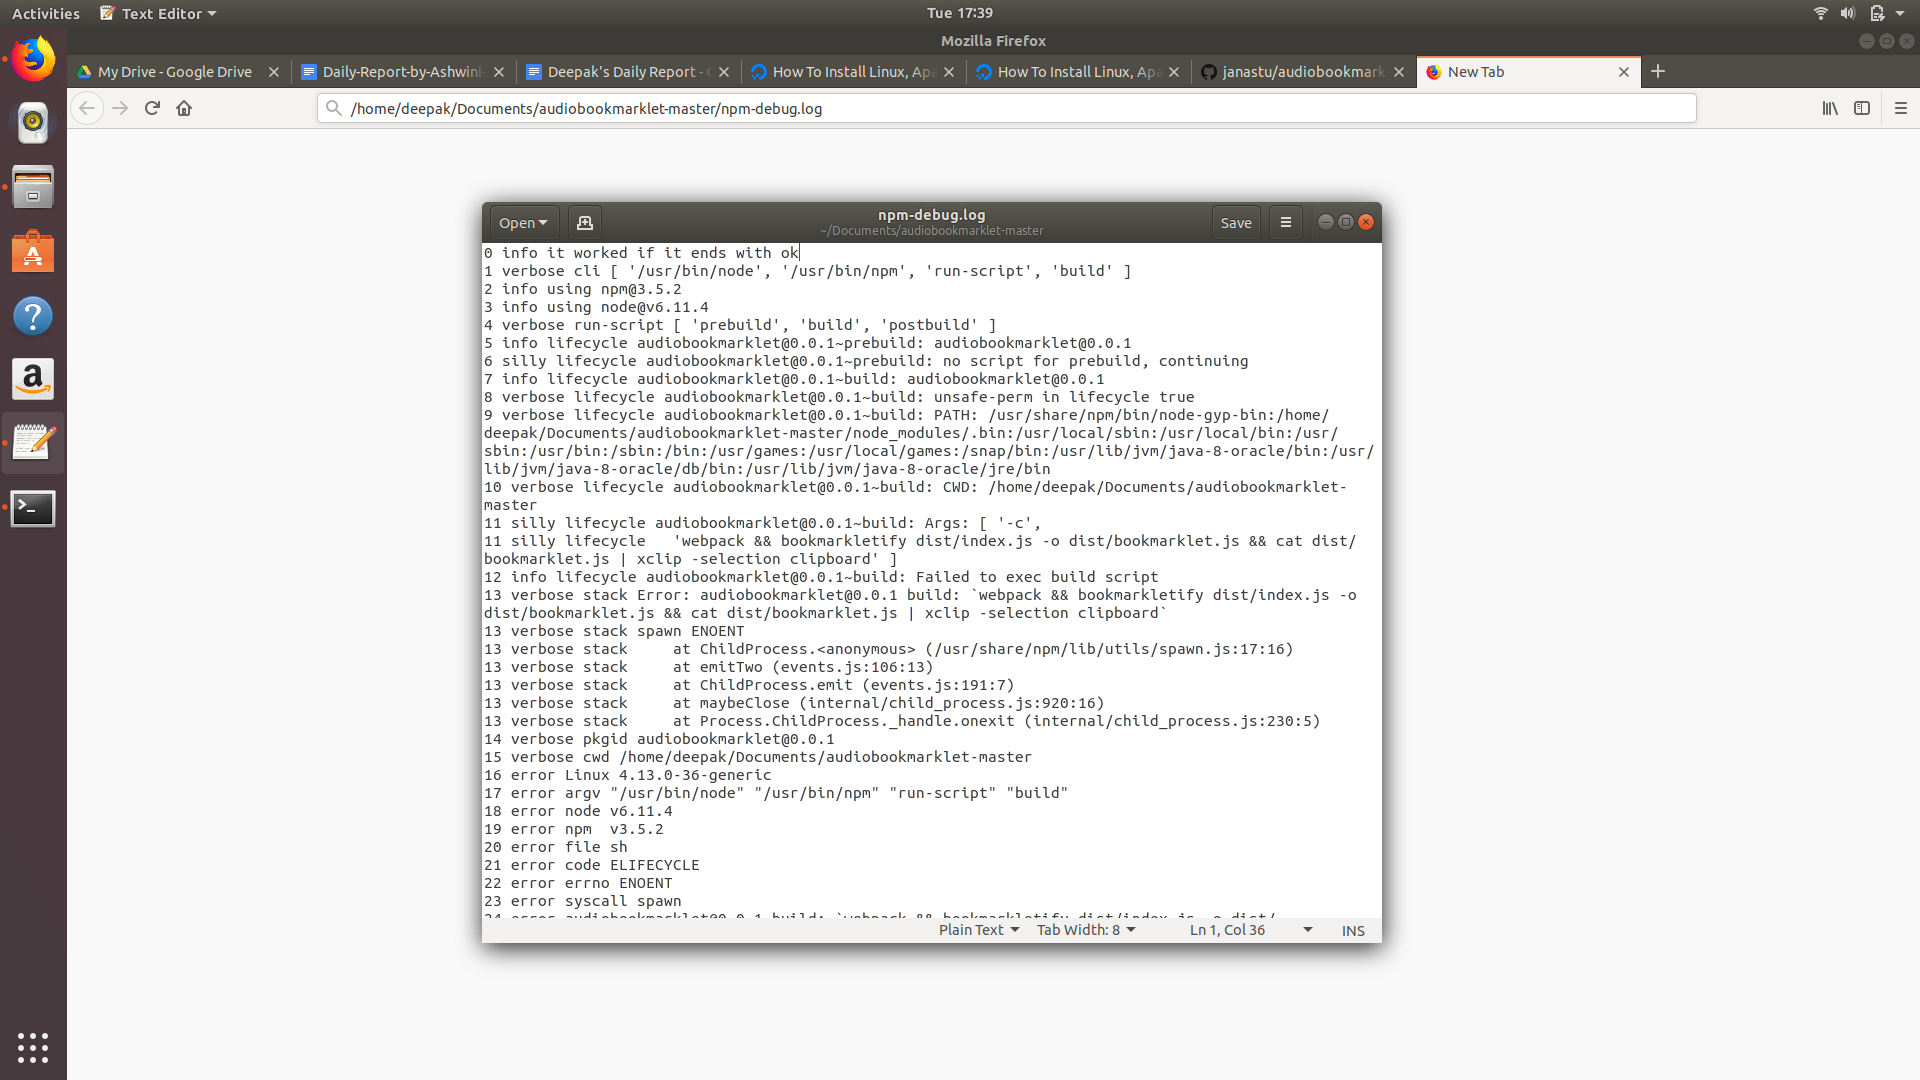 Activities
Text Editor
Tue 17:39
Mozilla Firefox
My Drive - Google Drive
Daily-Report-by-Ashwini-
Deepak's Daily Report -
How To Install Linux, Apa
How To Install Linux, Apa
janastu/audiobookmark
New Tab
/home/deepak/Documents/audiobookmarklet-master/npm-debug.log
Open
npm-debug.log
~/Documents/audiobookmarklet-master
Save
0 info it worked if it ends with ok
1 verbose cli [ '/usr/bin/node', '/usr/bin/npm', 'run-script', 'build' ]
2 info using npm@3.5.2
3 info using node@v6.11.4
4 verbose run-script [ 'prebuild', 'build', 'postbuild' ]
5 info lifecycle audiobookmarklet@0.0.1~prebuild: audiobookmarklet@0.0.1
6 silly lifecycle audiobookmarklet@0.0.1~prebuild: no script for prebuild, continuing
7 info lifecycle audiobookmarklet@0.0.1~build: audiobookmarklet@0.0.1
8 verbose lifecycle audiobookmarklet@0.0.1~build: unsafe-perm in lifecycle true
9 verbose lifecycle audiobookmarklet@0.0.1~build: PATH: /usr/share/npm/bin/node-gyp-bin:/home/
deepak/Documents/audiobookmarklet-master/node_modules/.bin:/usr/local/sbin:/usr/local/bin:/usr/
sbin:/usr/bin:/sbin:/bin:/usr/games:/usr/local/games:/snap/bin:/usr/lib/jvm/java-8-oracle/bin:/usr/
lib/jvm/java-8-oracle/db/bin:/usr/lib/jvm/java-8-oracle/jre/bin
10 verbose lifecycle audiobookmarklet@0.0.1~build: CWD: /home/deepak/Documents/audiobookmarklet-
master
11 silly lifecycle audiobookmarklet@0.0.1~build: Args: [ '-c',
11 silly lifecycle   'webpack && bookmarkletify dist/index.js -o dist/bookmarklet.js && cat dist/
bookmarklet.js | xclip -selection clipboard' ]
12 info lifecycle audiobookmarklet@0.0.1~build: Failed to exec build script
13 verbose stack Error: audiobookmarklet@0.0.1 build: `webpack && bookmarkletify dist/index.js -o
dist/bookmarklet.js && cat dist/bookmarklet.js | xclip -selection clipboard`
13 verbose stack spawn ENOENT
13 verbose stack     at ChildProcess.<anonymous> (/usr/share/npm/lib/utils/spawn.js:17:16)
13 verbose stack     at emitTwo (events.js:106:13)
13 verbose stack     at ChildProcess.emit (events.js:191:7)
13 verbose stack     at maybeClose (internal/child_process.js:920:16)
13 verbose stack     at Process.ChildProcess._handle.onexit (internal/child_process.js:230:5)
14 verbose pkgid audiobookmarklet@0.0.1
15 verbose cwd /home/deepak/Documents/audiobookmarklet-master
16 error Linux 4.13.0-36-generic
17 error argv "/usr/bin/node" "/usr/bin/npm" "run-script" "build"
18 error node v6.11.4
19 error npm  v3.5.2
20 error file sh
21 error code ELIFECYCLE
22 error errno ENOENT
23 error syscall spawn
24 error audiobookmarklet@0.0.1 build: `webpack && bookmarkletify dist/index.js -o dist/
Plain Text
Tab Width: 8
Ln 1, Col 36
INS